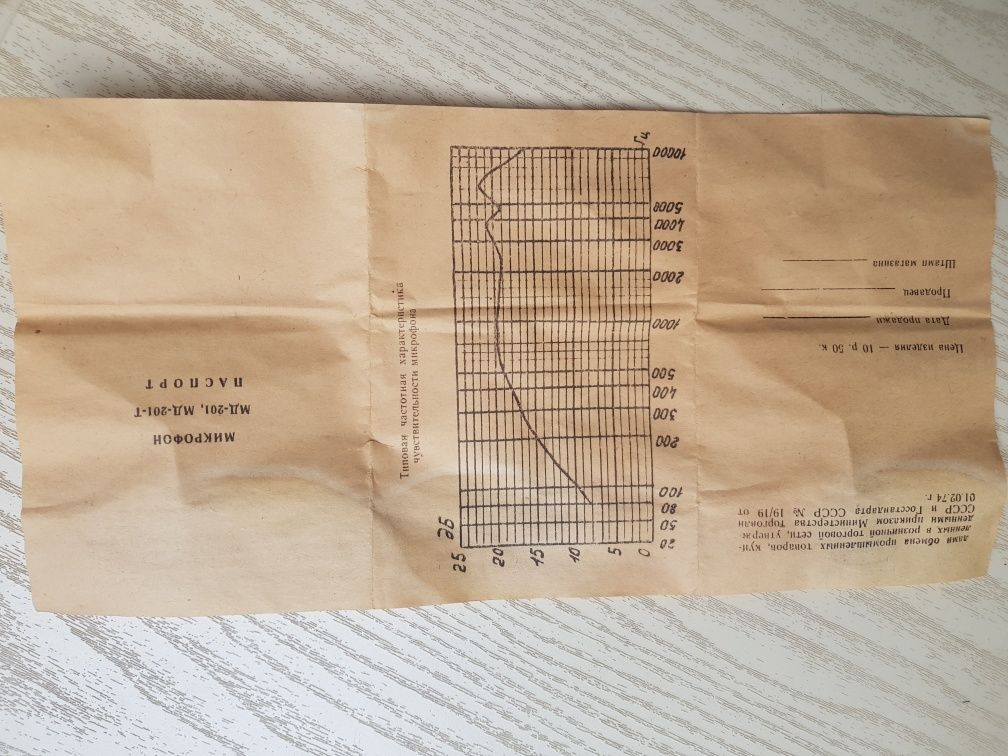 МИКРОФОН
МД-201, МД-201-Т
ПАСПОРТ
Типовая частотная характеристика
чувствительности микрофона
дБ
25
20
15
10
5
0
20
50
80
100
200
300
400
500
1000
2000
3000
4000
5000
10000
Гц
лами обмена промышленных товаров, куп-
ленных в розничной торговой сети, утверж-
денными приказом Министерства Торговли
СССР и Госстандарта СССР № 19/19 от
01.02.74 г.
Цена изделия — 10 р. 50 к.
Дата продажи
Продавец
Штамп магазина